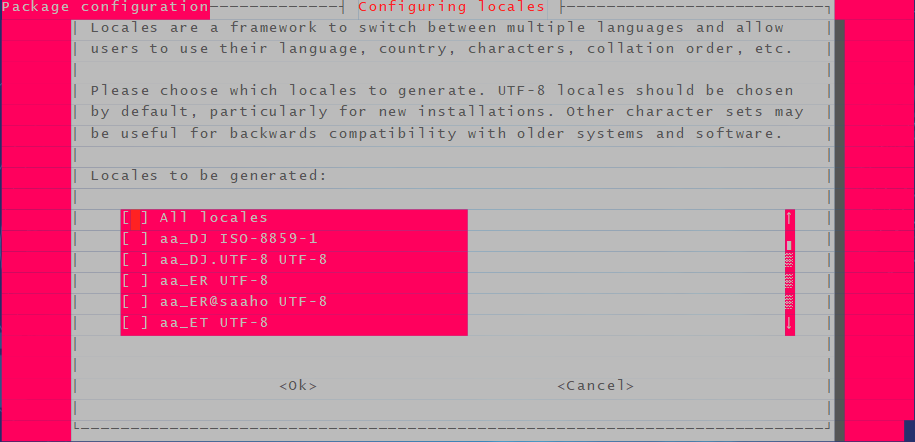 Package configuration
Configuring locales
Locales are a framework to switch between multiple languages and allow
users to use their language, country, characters, collation order, etc.
Please choose which locales to generate. UTF-8 locales should be chosen
by default, particularly for new installations. Other character sets may
be useful for backwards compatibility with older systems and software.
Locales to be generated:
[ ] All locales
[ ] aa_DJ ISO-8859-1
[ ] aa_DJ.UTF-8 UTF-8
[ ] aa_ER UTF-8
[ ] aa_ER@saaho UTF-8
[ ] aa_ET UTF-8
<Ok> <Cancel>